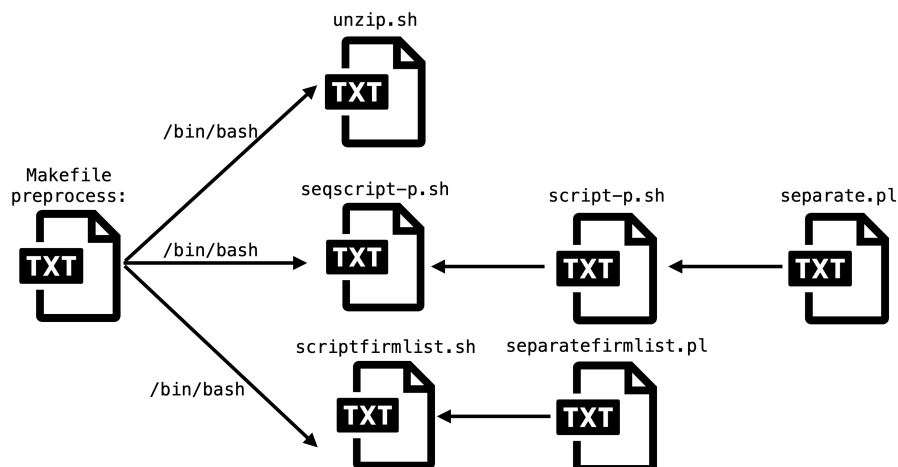 unzip.sh
TXT
/bin/bash
Makefile
preprocess:
TXT
/bin/bash
seqscript-p.sh
TXT
script-p.sh
TXT
separate.pl
TXT
/bin/bash
scriptfirmlist.sh
TXT
separatefirmlist.pl
TXT